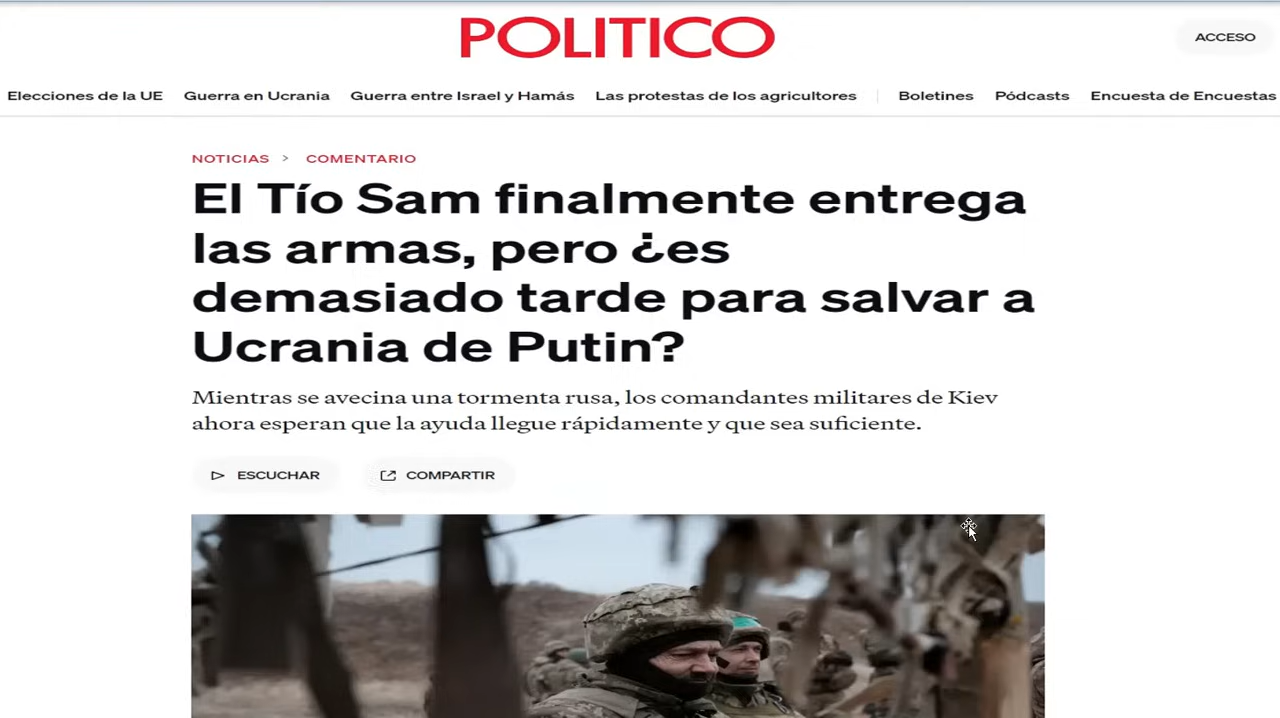 POLITICO
ACCESO
Elecciones de la UE Guerra en Ucrania Guerra entre Israel y Hamás Las protestas de los agricultores Boletines Pódcasts Encuesta de Encuestas
NOTICIAS > COMENTARIO
El Tío Sam finalmente entrega
las armas, pero ¿es
demasiado tarde para salvar a
Ucrania de Putin?
Mientras se avecina una tormenta rusa, los comandantes militares de Kiev
ahora esperan que la ayuda llegue rápidamente y que sea suficiente.
ESCUCHAR COMPARTIR